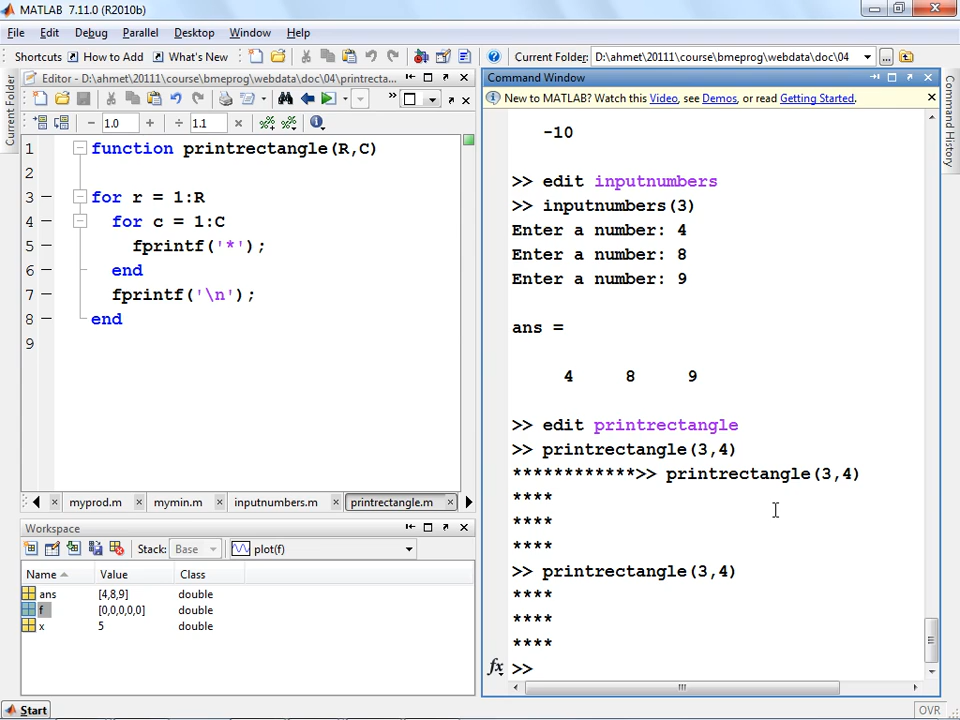 MATLAB 7.11.0 (R2010b)
File Edit Debug Parallel Desktop Window Help
Shortcuts How to Add What's New Current Folder: D:\ahmet\20111\course\bmeprog\webdata\doc\04
Current Folder
Editor - D:\ahmet\20111\course\bmeprog\webdata\doc\04\printrecta...
1.0 1.1
1 function printrectangle(R,C)
2
3 for r = 1:R
4 for c = 1:C
5 fprintf('*');
6 end
7 fprintf('\n');
8 end
9
myprod.m mymin.m inputnumbers.m printrectangle.m
Workspace
Stack: Base plot(f)
Name Value Class
ans [4,8,9] double
f [0,0,0,0,0] double
x 5 double
Command Window
New to MATLAB? Watch this Video, see Demos, or read Getting Started.
-10
>> edit inputnumbers
>> inputnumbers(3)
Enter a number: 4
Enter a number: 8
Enter a number: 9
ans =
4 8 9
>> edit printrectangle
>> printrectangle(3,4)
************>> printrectangle(3,4)
****
****
****
>> printrectangle(3,4)
****
****
****
fx >>
Command History
Start
OVR